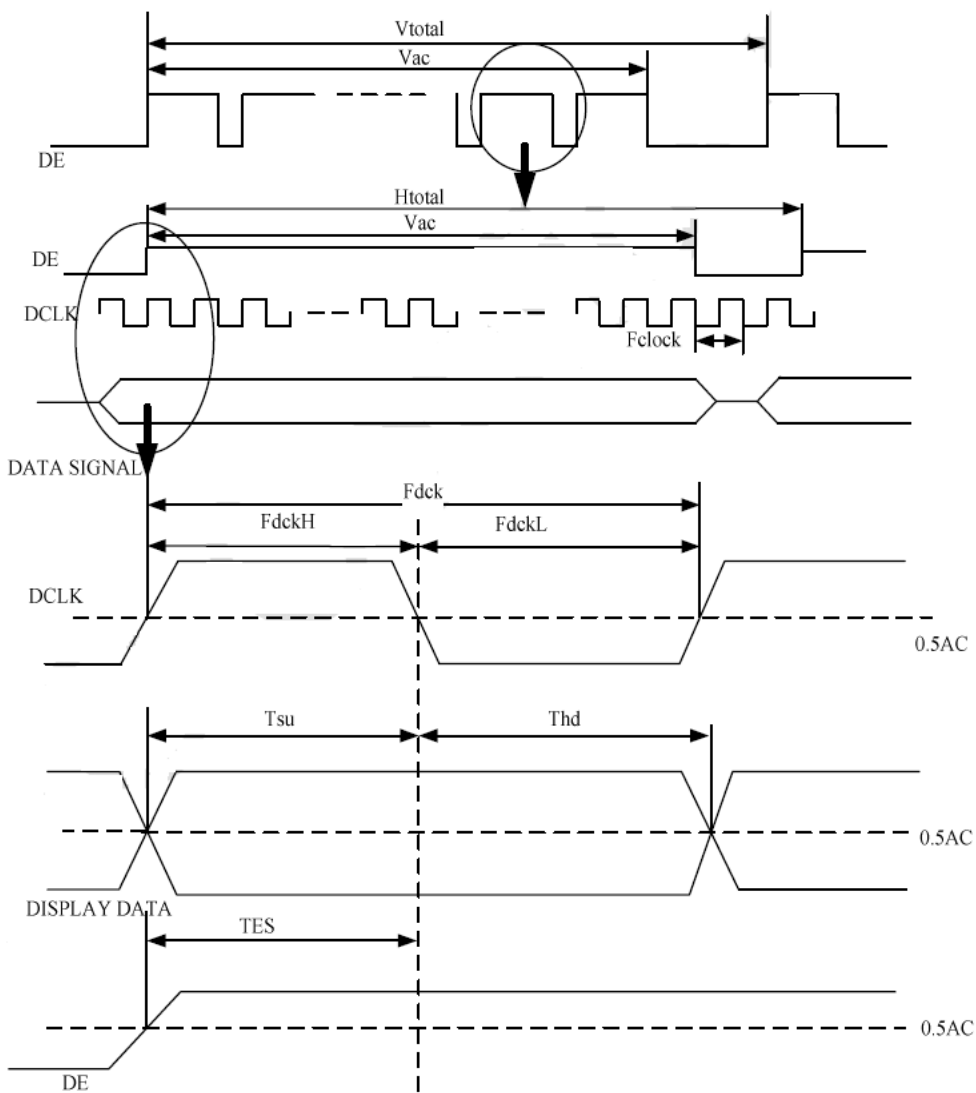 Vtotal
Vac
DE
Htotal
Vac
DE
DCLK
Fclock
DATA SIGNAL
Fdck
FdckH
FdckL
DCLK
0.5AC
Tsu
Thd
0.5AC
DISPLAY DATA
TES
0.5AC
DE